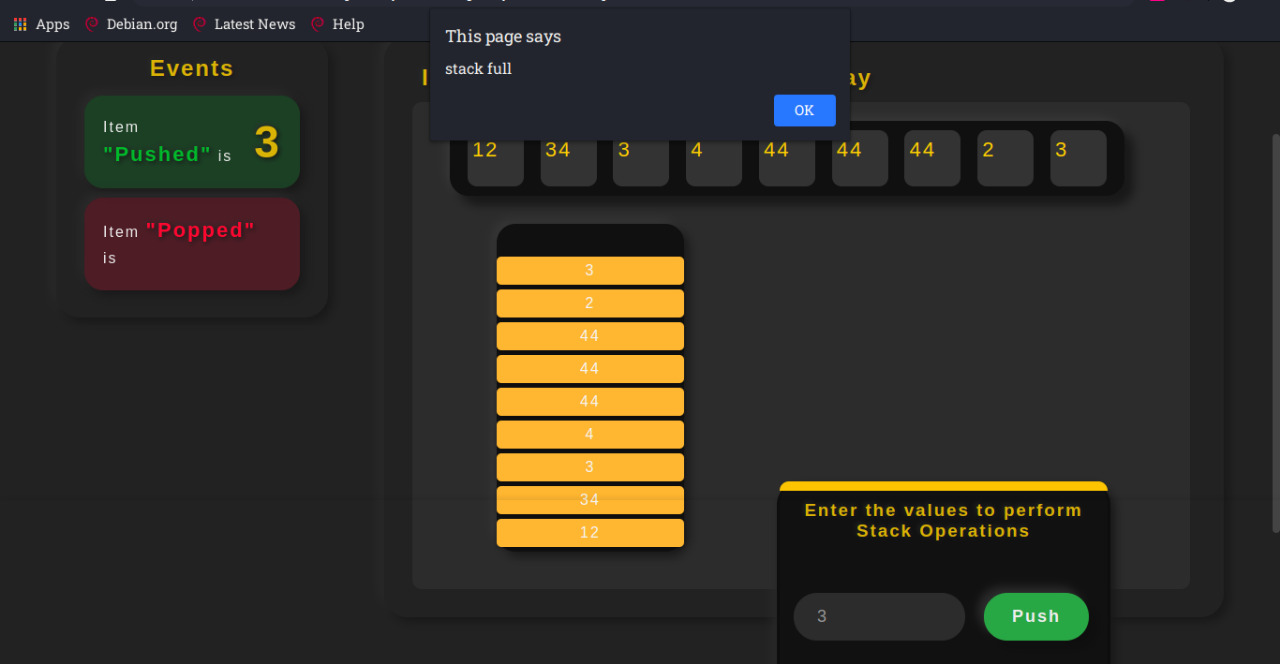 Apps Debian.org Latest News Help
This page says
stack full
OK
Events
Item
"Pushed" is 3
Item "Popped"
is
12 34 3 4 44 44 44 2 3
3
2
44
44
44
4
3
34
12
Enter the values to perform
Stack Operations
3 Push